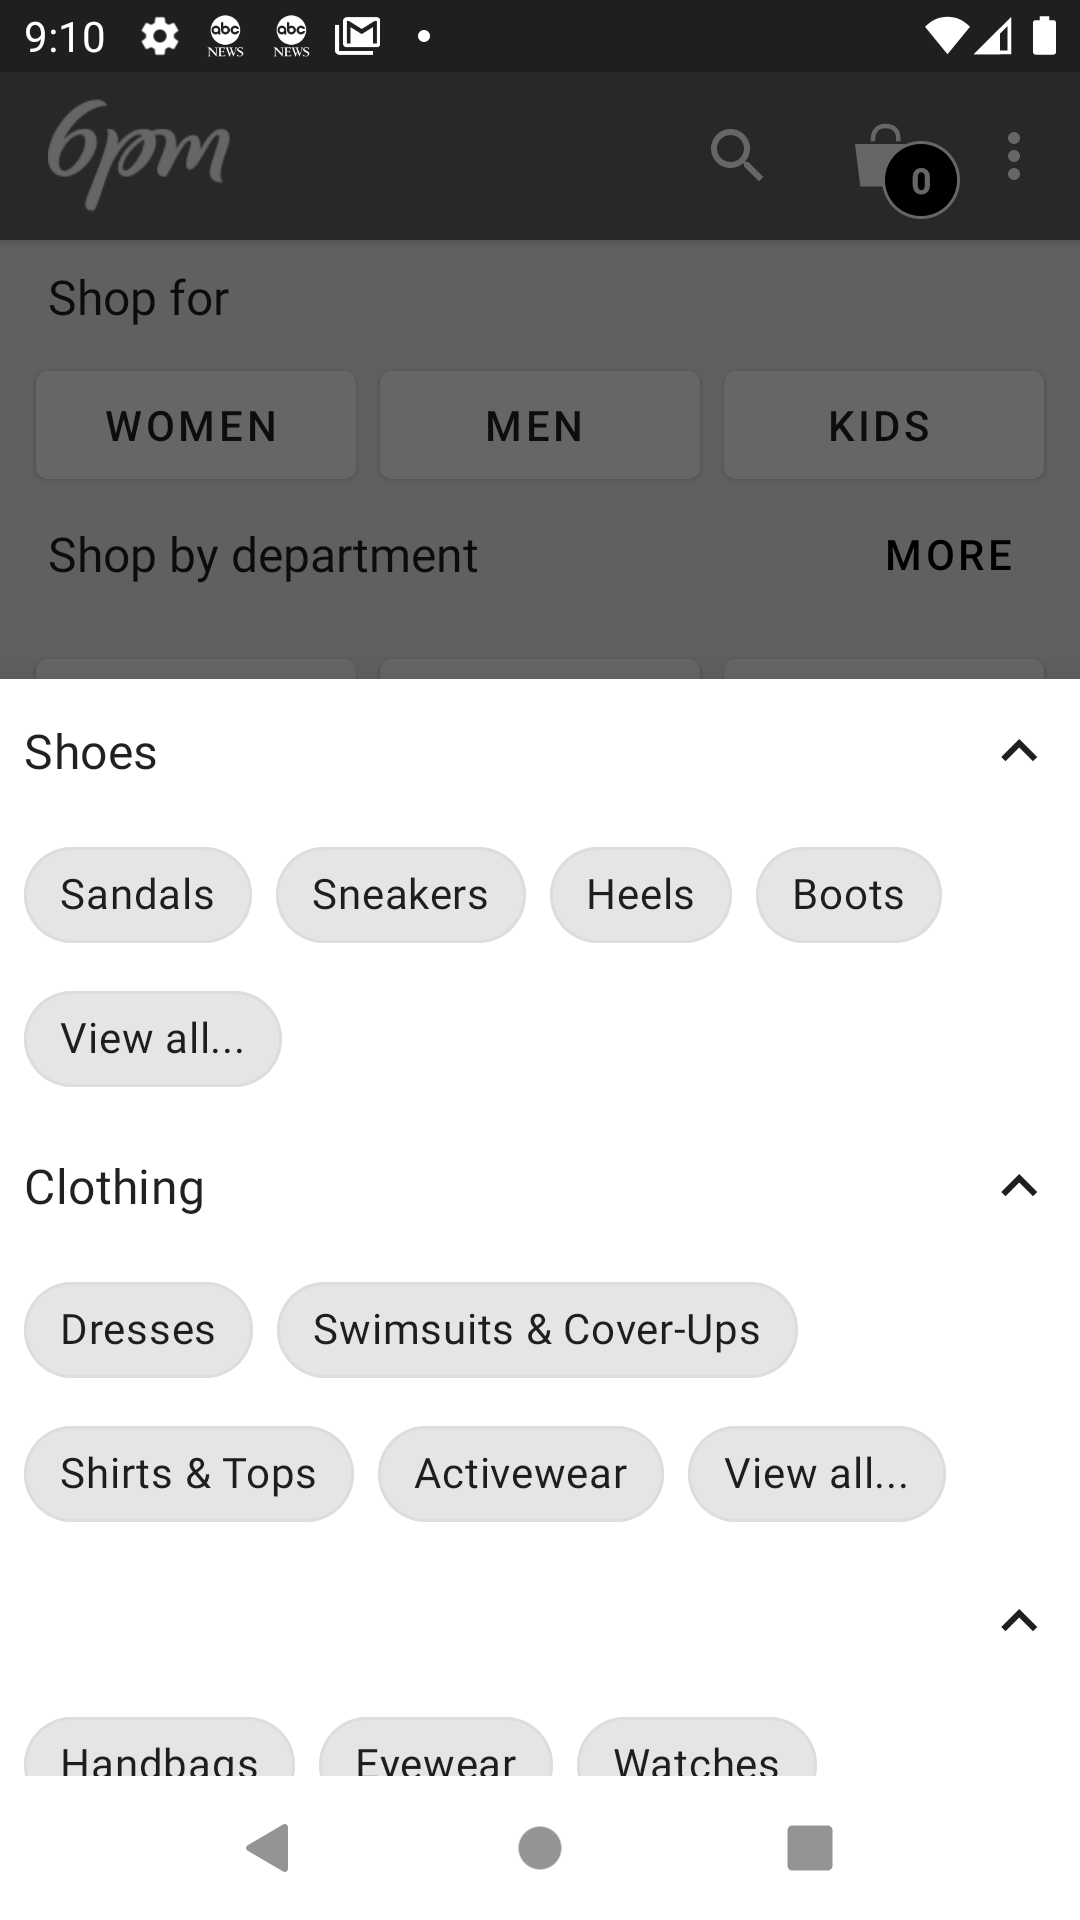 9:10
abc NEWS abc NEWS
6pm
0
Shop for
WOMEN MEN KIDS
Shop by department MORE
Shoes
Sandals Sneakers Heels Boots
View all...
Clothing
Dresses Swimsuits & Cover-Ups
Shirts & Tops Activewear View all...
Handbags Eyewear Watches